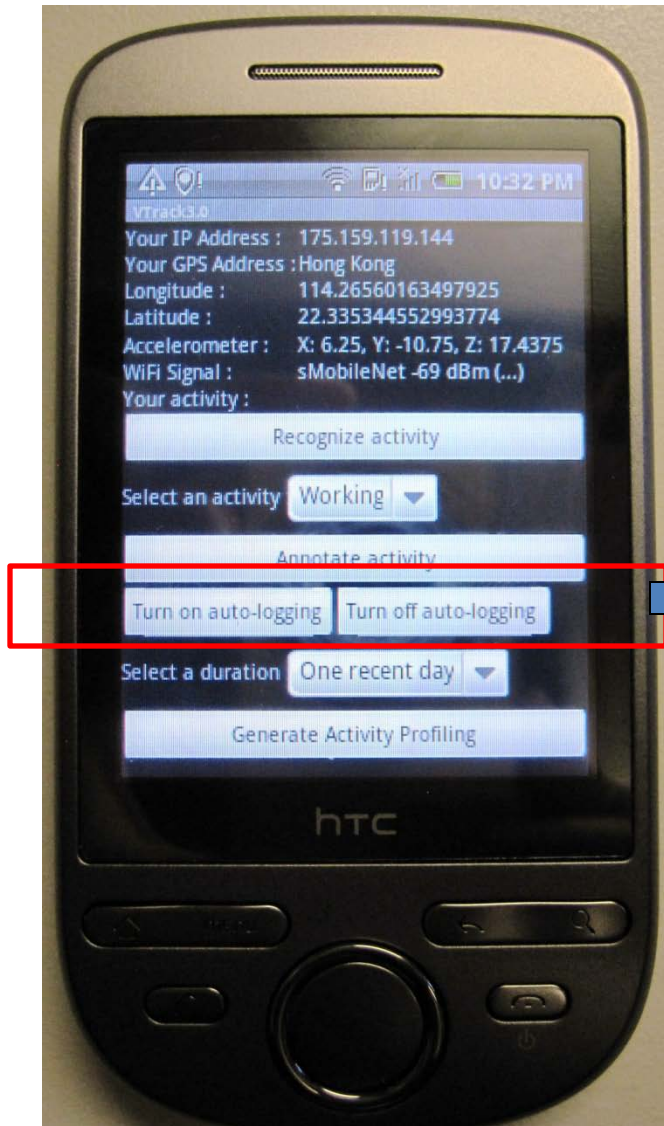 10:32 PM
VTrack3.0
Your IP Address : 175.159.119.144
Your GPS Address :Hong Kong
Longitude : 114.26560163497925
Latitude : 22.335344552993774
Accelerometer : X: 6.25, Y: -10.75, Z: 17.4375
WiFi Signal : sMobileNet -69 dBm (...)
Your activity :
Recognize activity
Select an activity Working
Annotate activity
Turn on auto-logging Turn off auto-logging
Select a duration One recent day
Generate Activity Profiling
hTC
MENU